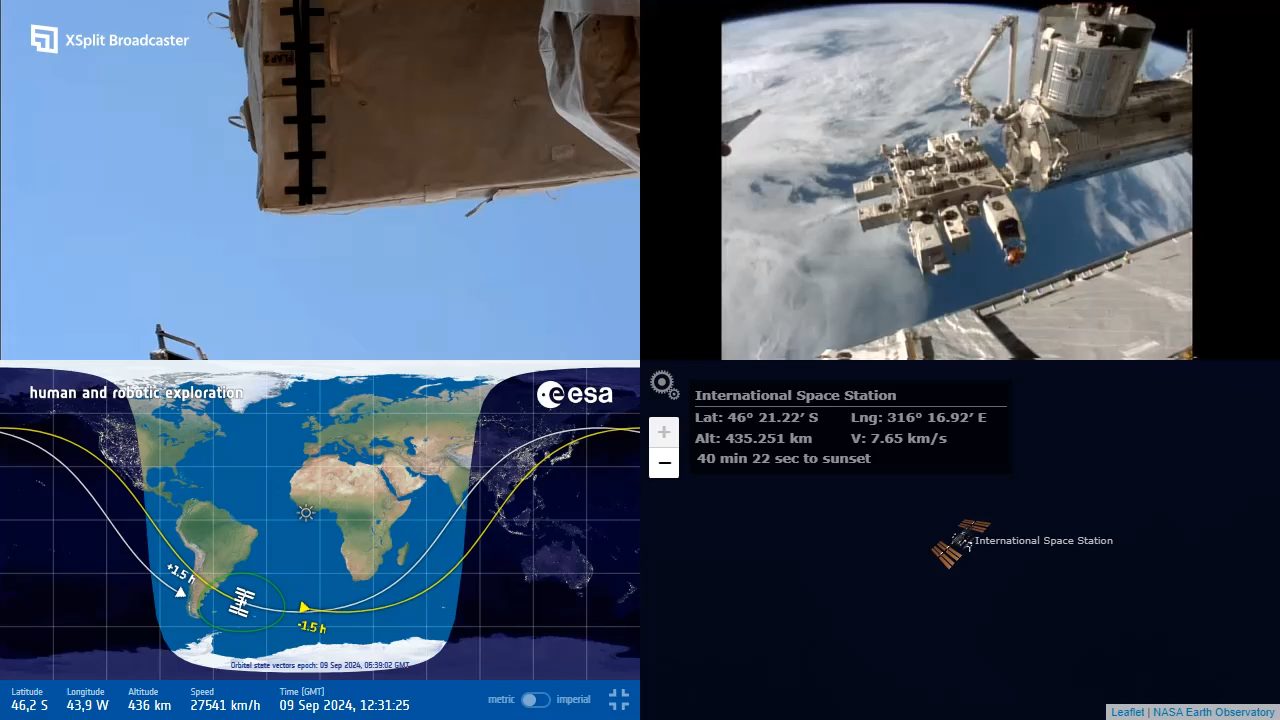 XSplit Broadcaster
human and robotic exploration
esa
+1.5 h
-1.5 h
Orbital state vectors epoch: 09 Sep 2024, 05:39:02 GMT
Latitude
46,2 S
Longitude
43,9 W
Altitude
436 km
Speed
27541 km/h
Time [GMT]
09 Sep 2024, 12:31:25
metric
imperial
+
−
International Space Station
Lat: 46° 21.22’ S Lng: 316° 16.92’ E
Alt: 435.251 km V: 7.65 km/s
40 min 22 sec to sunset
International Space Station
Leaflet | NASA Earth Observatory